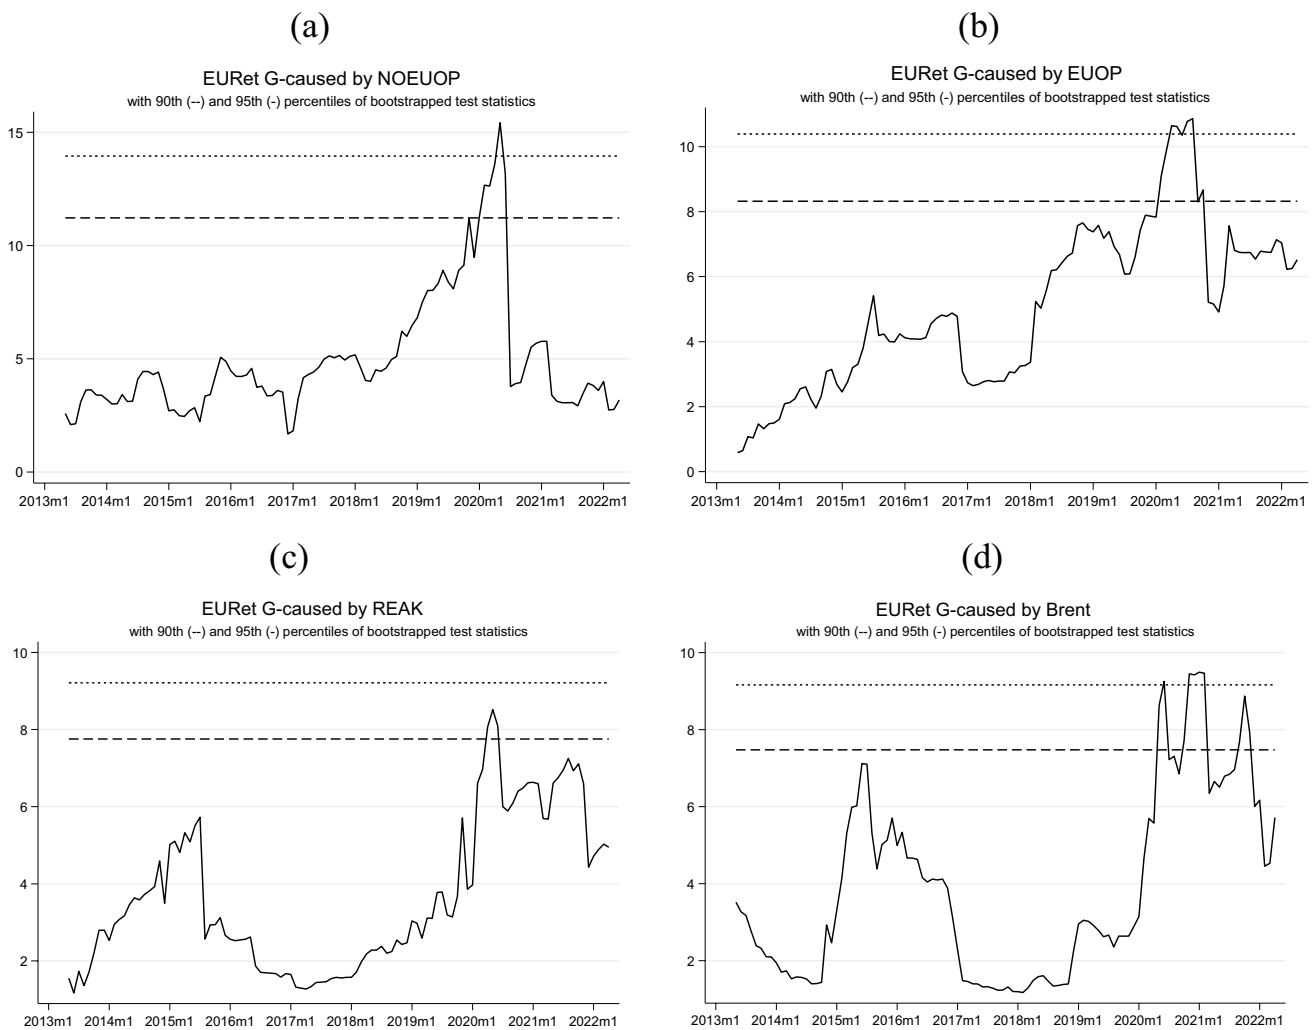 (a)
EURet G-caused by NOEUOP
with 90th (--) and 95th (-) percentiles of bootstrapped test statistics
15
10
5
0
2013m1 2014m1 2015m1 2016m1 2017m1 2018m1 2019m1 2020m1 2021m1 2022m1
(b)
EURet G-caused by EUOP
with 90th (--) and 95th (-) percentiles of bootstrapped test statistics
10
8
6
4
2
0
2013m1 2014m1 2015m1 2016m1 2017m1 2018m1 2019m1 2020m1 2021m1 2022m1
(c)
EURet G-caused by REAK
with 90th (--) and 95th (-) percentiles of bootstrapped test statistics
10
8
6
4
2
2013m1 2014m1 2015m1 2016m1 2017m1 2018m1 2019m1 2020m1 2021m1 2022m1
(d)
EURet G-caused by Brent
with 90th (--) and 95th (-) percentiles of bootstrapped test statistics
10
8
6
4
2
2013m1 2014m1 2015m1 2016m1 2017m1 2018m1 2019m1 2020m1 2021m1 2022m1